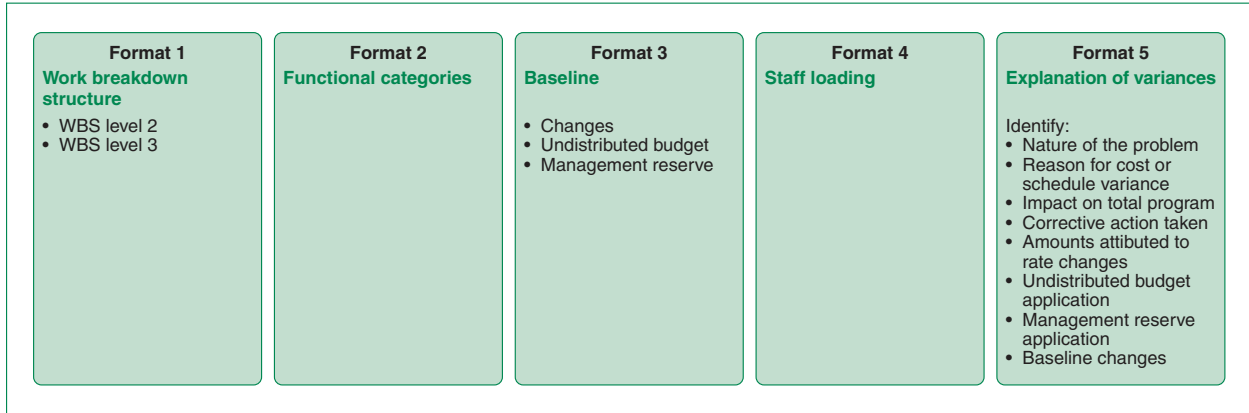 Format 1
Work breakdown
structure
• WBS level 2
• WBS level 3
Format 2
Functional categories
Format 3
Baseline
• Changes
• Undistributed budget
• Management reserve
Format 4
Staff loading
Format 5
Explanation of variances
Identify:
• Nature of the problem
• Reason for cost or
schedule variance
• Impact on total program
• Corrective action taken
• Amounts attibuted to
rate changes
• Undistributed budget
application
• Management reserve
application
• Baseline changes